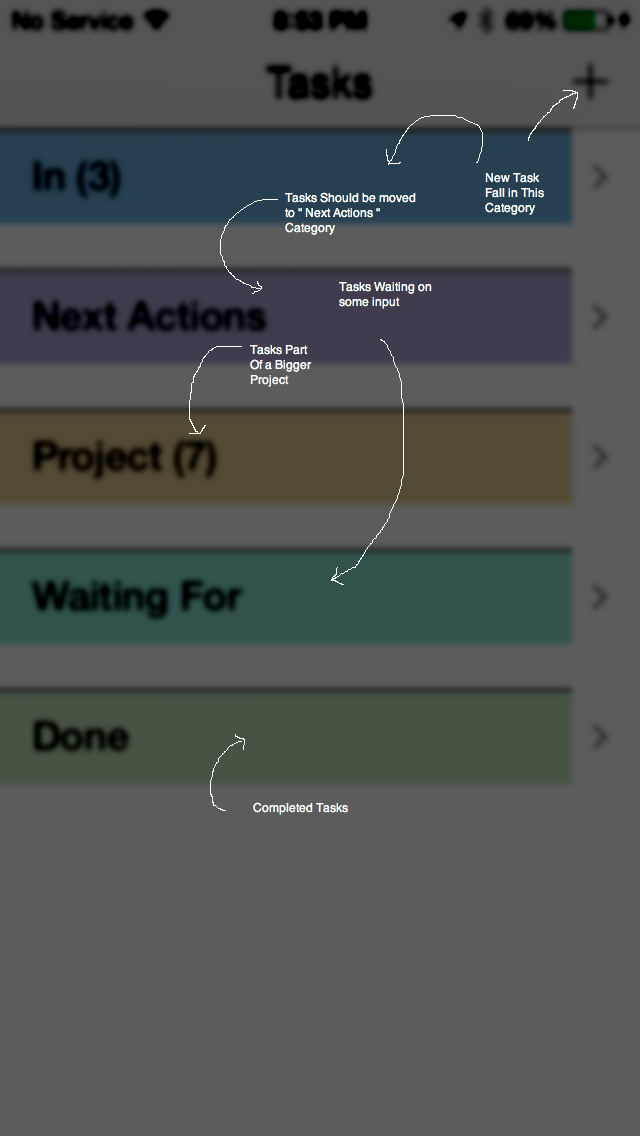 No Service 8:53 PM 69%
Tasks
In (3)
New Task
Fall in This
Category
Tasks Should be moved
to " Next Actions "
Category
Tasks Waiting on
some input
Next Actions
Tasks Part
Of a Bigger
Project
Project (7)
Waiting For
Done
Completed Tasks